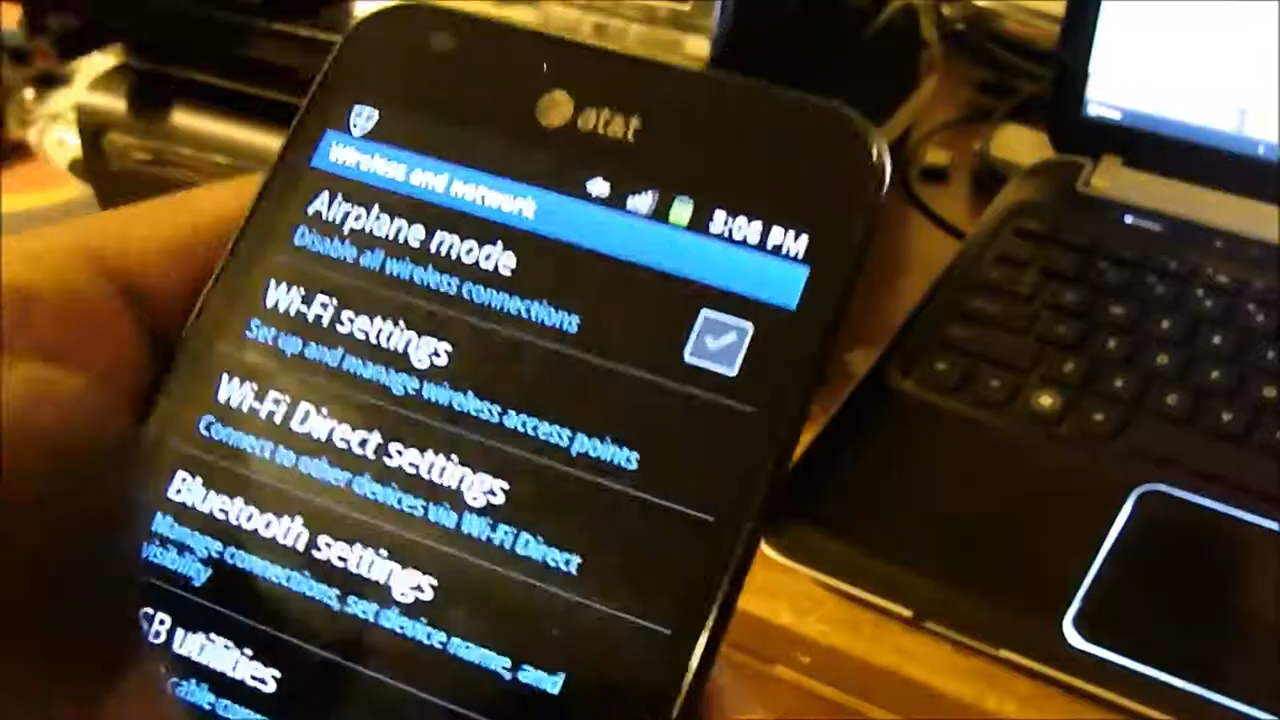 at&t
3:06 PM
Wireless and network
Airplane mode
Disable all wireless connections
Wi-Fi settings
Set up and manage wireless access points
Wi-Fi Direct settings
Connect to other devices via Wi-Fi Direct
Bluetooth settings
Manage connections, set device name, and
visibility
SB utilities
cable